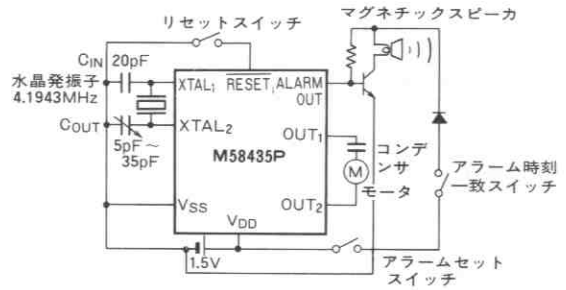 リセットスイッチ
マグネチックスピーカ
CIN 20pF
水晶発振子
4.1943MHz
XTAL1
RESET
ALARM
OUT
COUT
XTAL2
5pF～
35pF
OUT1
コンデ
ンサ
M58435P
M
モータ
アラーム時刻
一致スイッチ
VSS
VDD
OUT2
1.5V
アラームセット
スイッチ